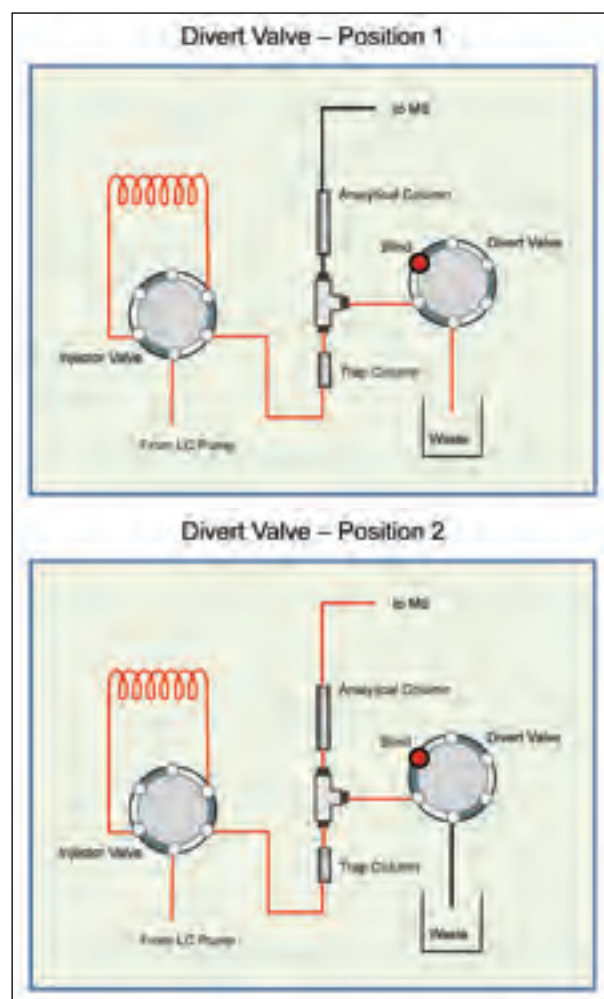 Divert Valve – Position 1
to MS
Analytical Column
Blind
Divert Valve
Injector Valve
Trap Column
From LC Pump
Waste
Divert Valve – Position 2
to MS
Analytical Column
Blind
Divert Valve
Injector Valve
Trap Column
From LC Pump
Waste